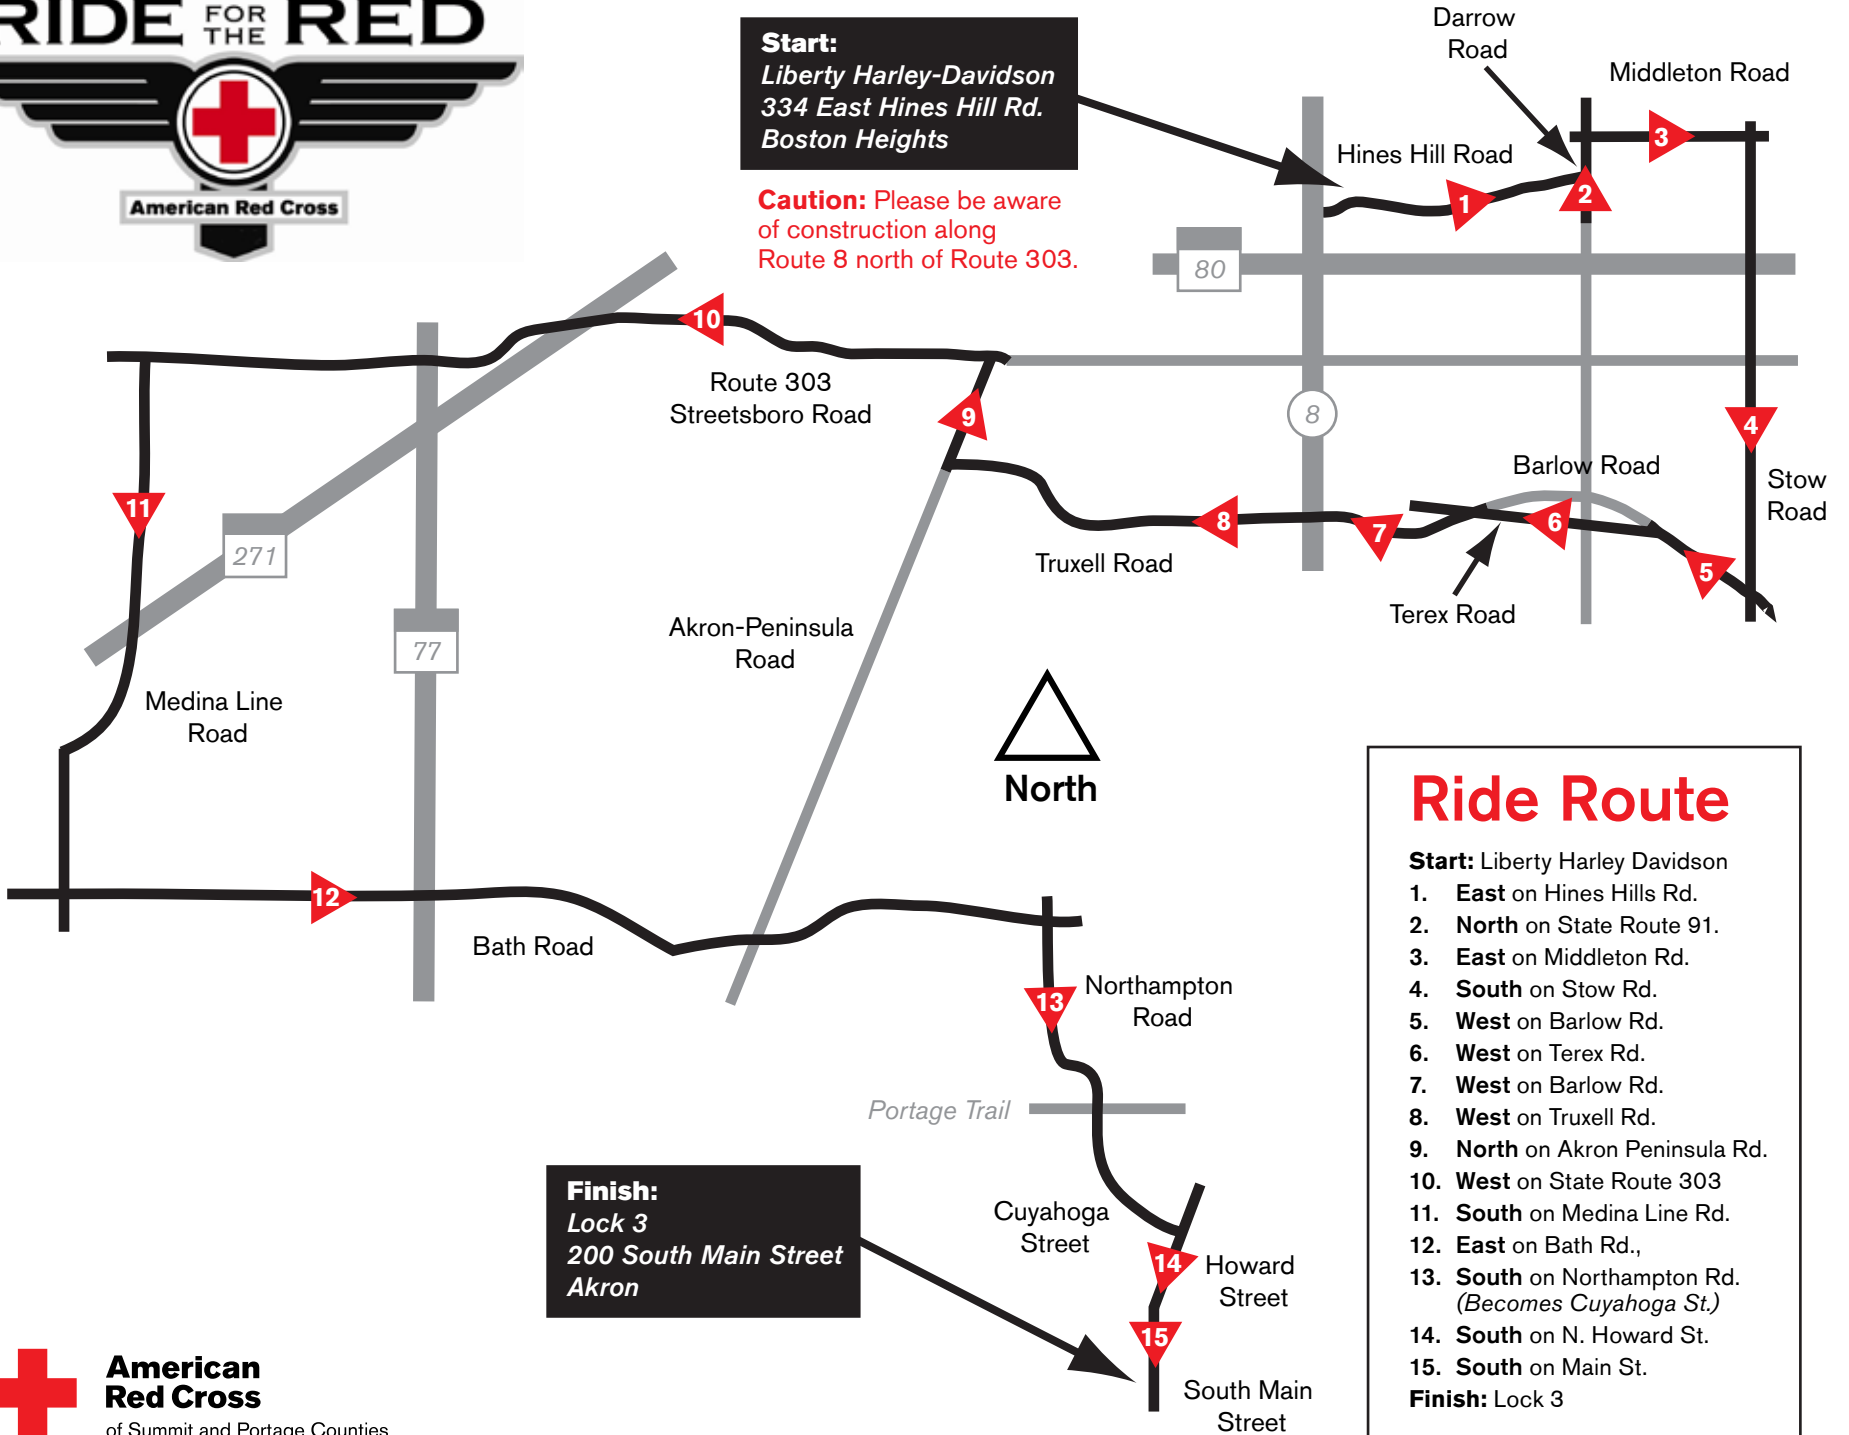 RIDE FOR THE RED
American Red Cross
Start:
Liberty Harley-Davidson
334 East Hines Hill Rd.
Boston Heights
Caution: Please be aware
of construction along
Route 8 north of Route 303.
Darrow
Road
Middleton Road
Hines Hill Road
3
1
2
80
10
Route 303
Streetsboro Road
9
8
4
Barlow Road
Stow
Road
11
271
8
7
6
5
Truxell Road
Terex Road
Akron-Peninsula
Road
77
Medina Line
Road
North
12
Bath Road
13
Northampton
Road
Portage Trail
Cuyahoga
Street
14
Howard
Street
15
South Main
Street
Finish:
Lock 3
200 South Main Street
Akron
Ride Route
Start: Liberty Harley Davidson
1. East on Hines Hills Rd.
2. North on State Route 91.
3. East on Middleton Rd.
4. South on Stow Rd.
5. West on Barlow Rd.
6. West on Terex Rd.
7. West on Barlow Rd.
8. West on Truxell Rd.
9. North on Akron Peninsula Rd.
10. West on State Route 303
11. South on Medina Line Rd.
12. East on Bath Rd.,
13. South on Northampton Rd.
(Becomes Cuyahoga St.)
14. South on N. Howard St.
15. South on Main St.
Finish: Lock 3
American
Red Cross
of Summit and Portage Counties